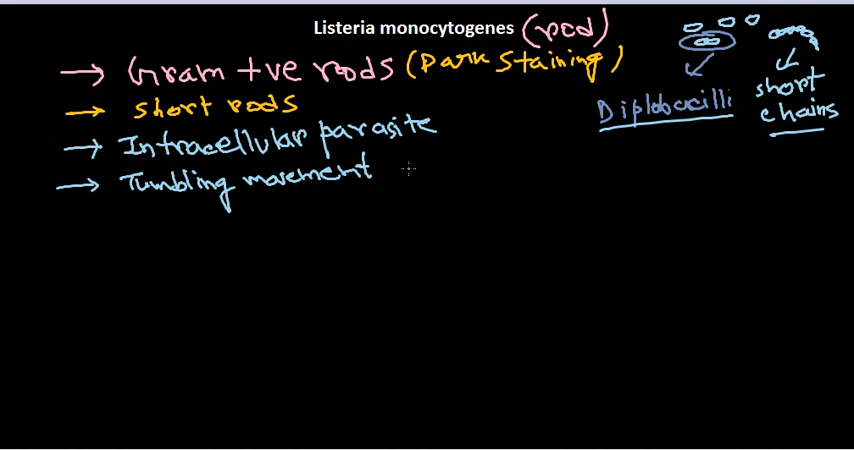 Listeria monocytogenes (rod)
→ Gram +ve rods (Dark staining)
→ short rods
→ Intracellular parasite
→ Tumbling movement
Diplobacilli
short
chains